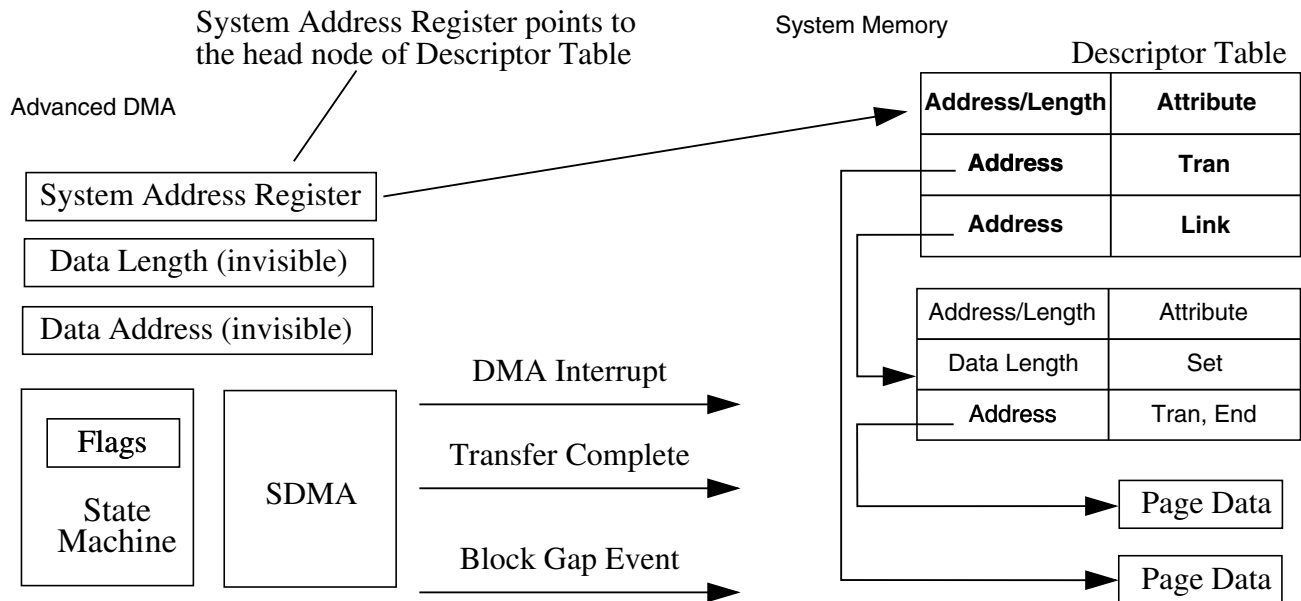 System Address Register points to
the head node of Descriptor Table
System Memory
Advanced DMA
Descriptor Table
Address/Length Attribute
Address Tran
Address Link
System Address Register
Data Length (invisible)
Data Address (invisible)
Address/Length Attribute
Data Length Set
Address Tran, End
Flags
State
Machine
SDMA
DMA Interrupt
Transfer Complete
Block Gap Event
Page Data
Page Data